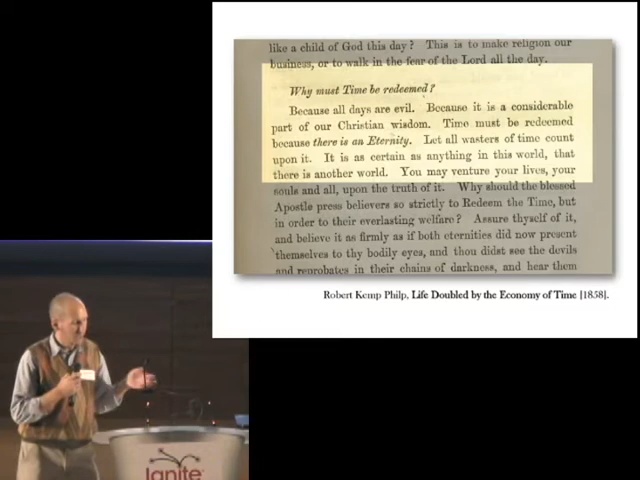 like a child of God this day? This is to make religion our
business, or to walk in the fear of the Lord all the day.
Why must Time be redeemed?
Because all days are evil. Because it is a considerable
part of our Christian wisdom. Time must be redeemed
because there is an Eternity. Let all wasters of time count
upon it. It is as certain as anything in this world, that
there is another world. You may venture your lives, your
souls and all, upon the truth of it. Why should the blessed
Apostle press believers so strictly to Redeem the Time, but
in order to their everlasting welfare? Assure thyself of it,
and believe it as firmly as if both eternities did now present
themselves to thy bodily eyes, and thou didst see the devils
and reprobates in their chains of darkness, and hear them
Robert Kemp Philp, Life Doubled by the Economy of Time [1858].
Ignite